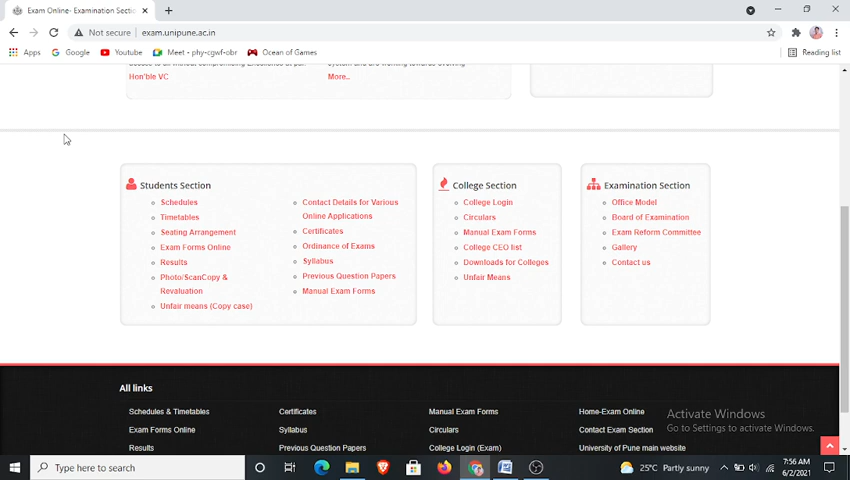 Exam Online- Examination Sectio
Not secure | exam.unipune.ac.in
Apps Google Youtube Meet - phy-cgwf-obr Ocean of Games Reading list
Hon'ble VC
system and are working towards evolving
More..
Students Section
Schedules
Timetables
Seating Arrangement
Exam Forms Online
Results
Photo/ScanCopy &
Revaluation
Unfair means (Copy case)
Contact Details for Various
Online Applications
Certificates
Ordinance of Exams
Syllabus
Previous Question Papers
Manual Exam Forms
College Section
College Login
Circulars
Manual Exam Forms
College CEO list
Downloads for Colleges
Unfair Means
Examination Section
Office Model
Board of Examination
Exam Reform Committee
Gallery
Contact us
All links
Schedules & Timetables Certificates Manual Exam Forms Home-Exam Online
Exam Forms Online Syllabus Circulars Contact Exam Section
Results Previous Question Papers College Login (Exam) University of Pune main website
Activate Windows
Go to Settings to activate Windows.
Type here to search
25°C Partly sunny
7:56 AM
6/2/2021